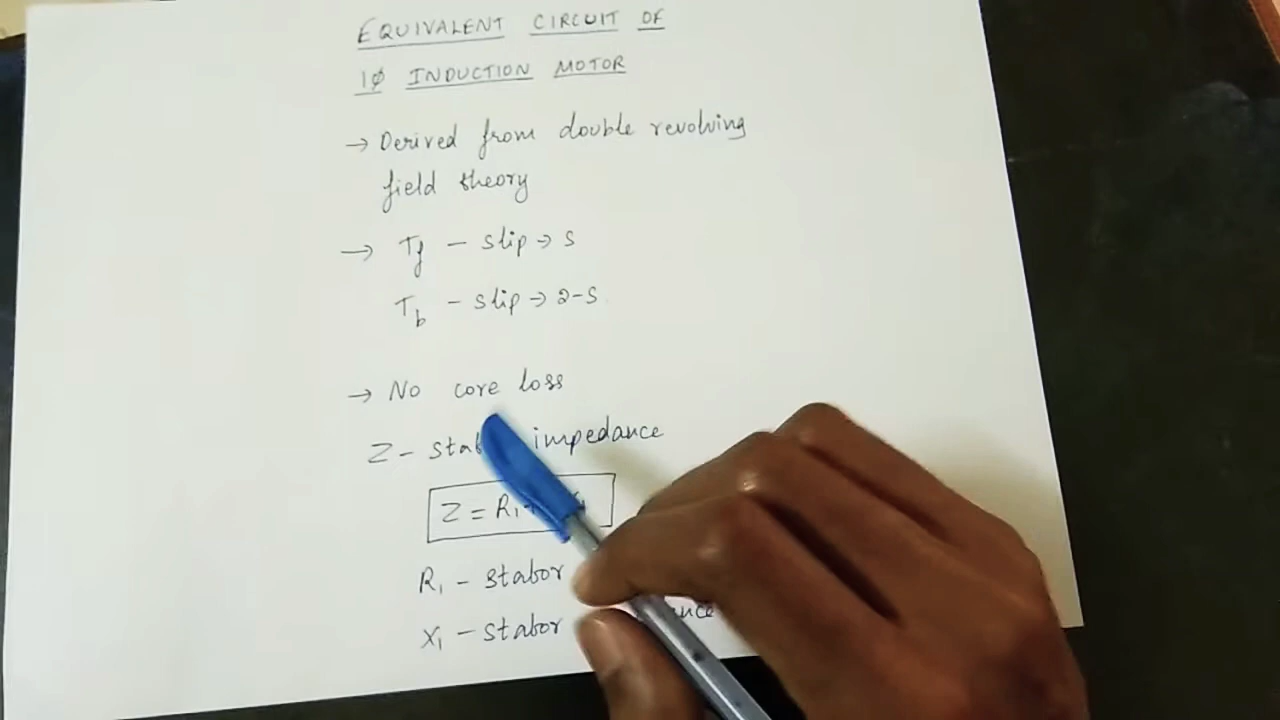 EQUIVALENT CIRCUIT OF
1φ INDUCTION MOTOR
→ Derived from double revolving
field theory
→ Tf - slip → s
Tb - slip → 2-s
→ No core loss
Z - impedance
Z = R1
R1 - stator
X1 - stator